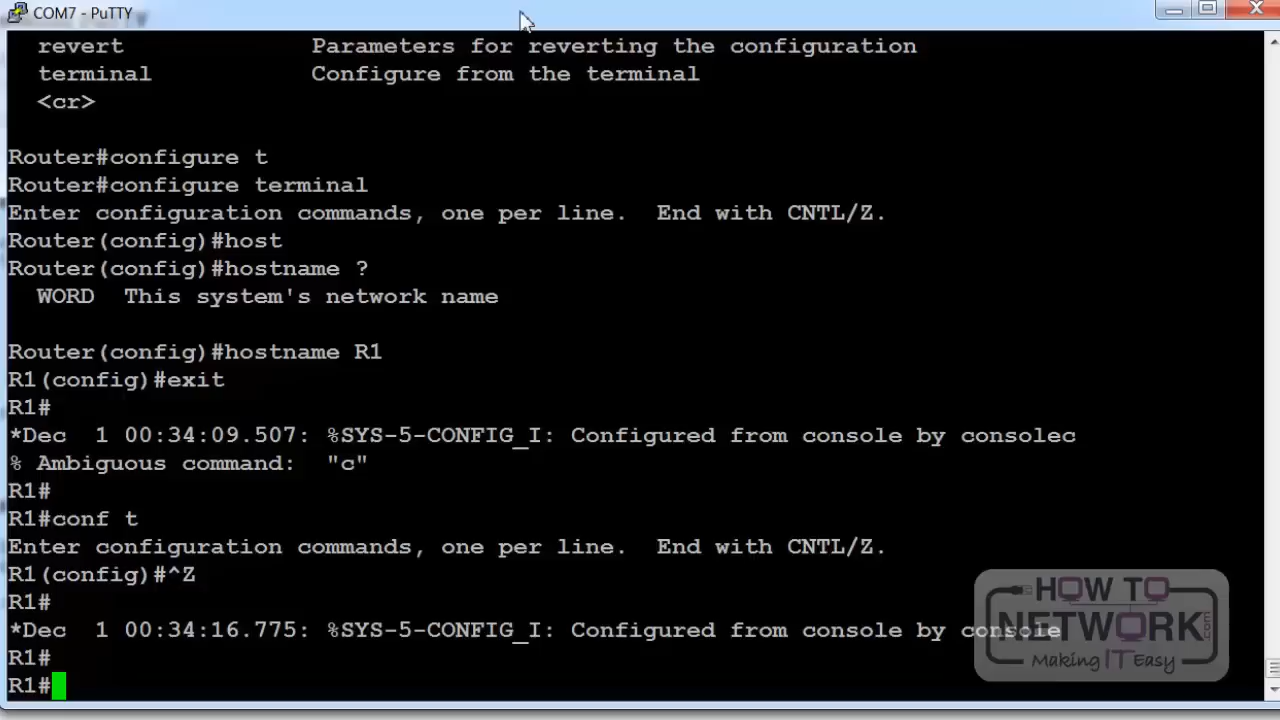 COM7 - PuTTY
revert Parameters for reverting the configuration
terminal Configure from the terminal
<cr>
Router#configure t
Router#configure terminal
Enter configuration commands, one per line.  End with CNTL/Z.
Router(config)#host
Router(config)#hostname ?
WORD  This system's network name
Router(config)#hostname R1
R1(config)#exit
R1#
*Dec  1 00:34:09.507: %SYS-5-CONFIG_I: Configured from console by consolec
% Ambiguous command:  "c"
R1#
R1#conf t
Enter configuration commands, one per line.  End with CNTL/Z.
R1(config)#^Z
R1#
*Dec  1 00:34:16.775: %SYS-5-CONFIG_I: Configured from console by console
R1#
R1#
HOW TO
NETWORK.com
Making IT Easy